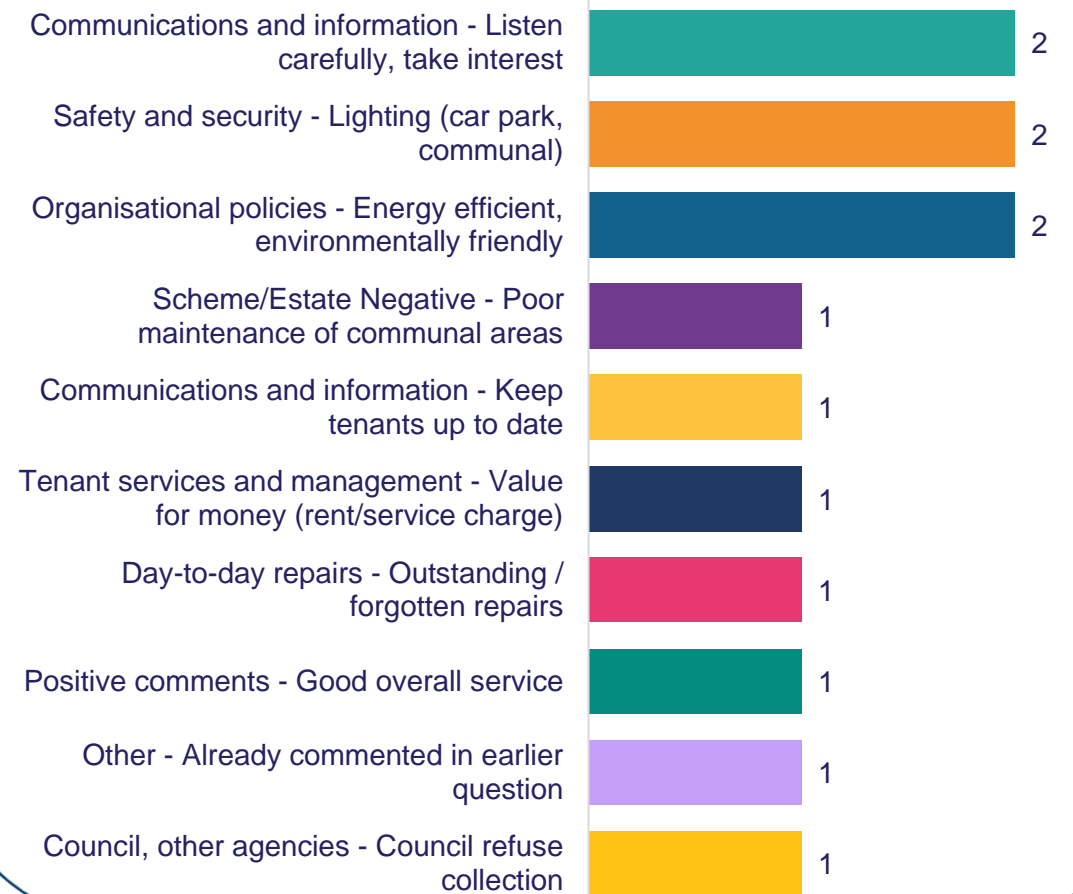 Communications and information - Listen
carefully, take interest
2
Safety and security - Lighting (car park,
communal)
2
Organisational policies - Energy efficient,
environmentally friendly
2
Scheme/Estate Negative - Poor
maintenance of communal areas
1
Communications and information - Keep
tenants up to date
1
Tenant services and management - Value
for money (rent/service charge)
1
Day-to-day repairs - Outstanding /
forgotten repairs
1
Positive comments - Good overall service
1
Other - Already commented in earlier
question
1
Council, other agencies - Council refuse
collection
1